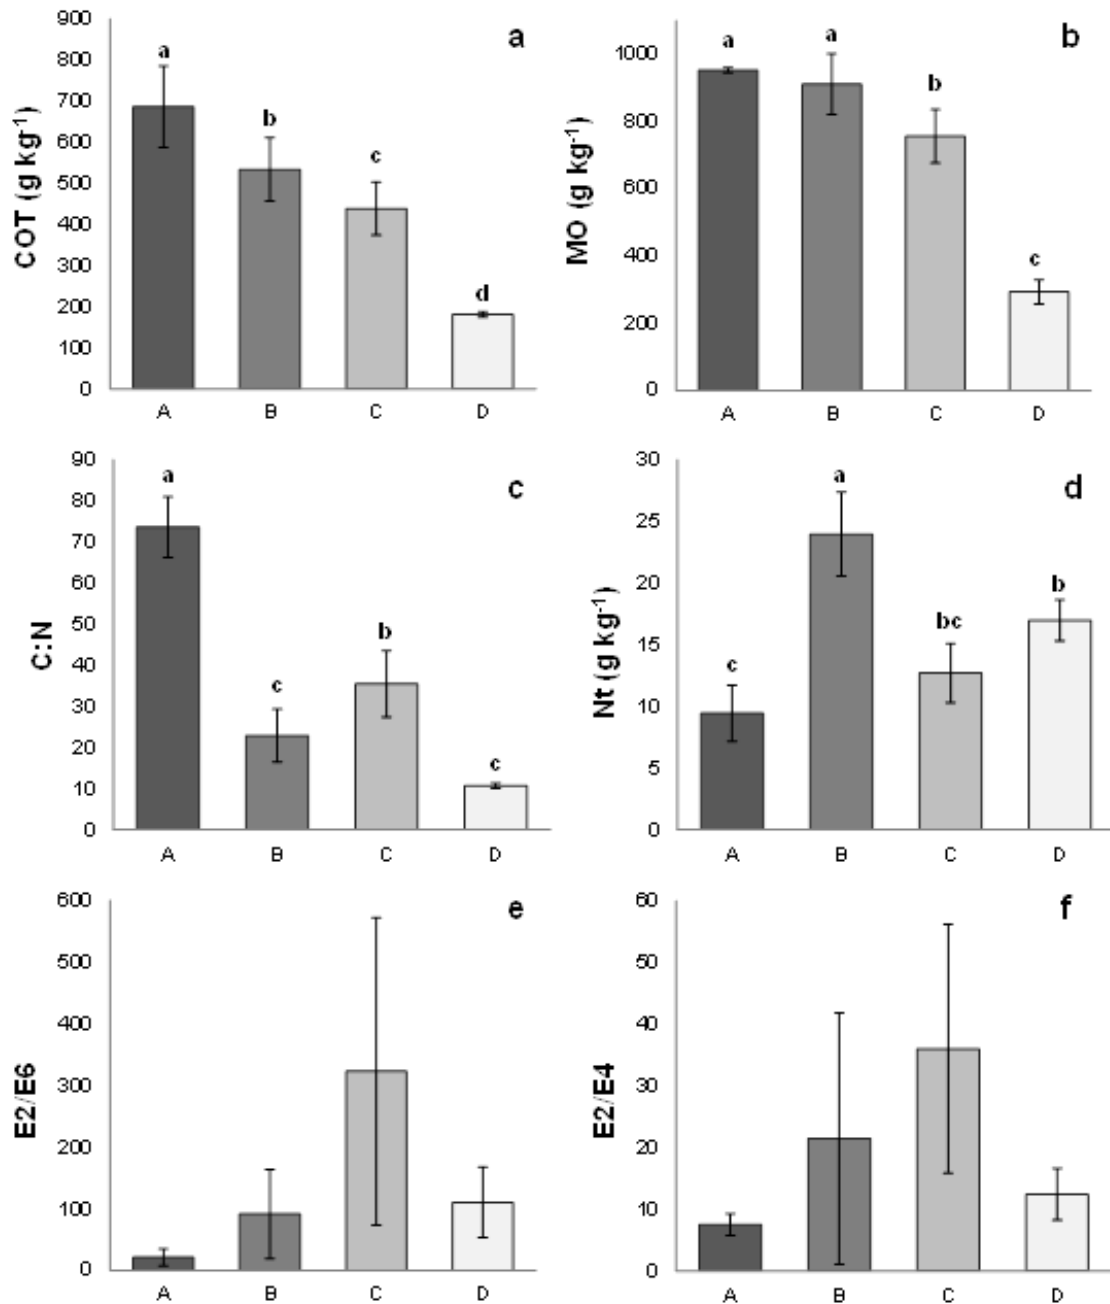 a
COT (g kg⁻¹)
900
800
700
600
500
400
300
200
100
0
a
b
c
d
A B C D
b
MO (g kg⁻¹)
1000
800
600
400
200
0
a
a
b
c
A B C D
c
C:N
90
80
70
60
50
40
30
20
10
0
a
c
b
c
A B C D
d
Nt (g kg⁻¹)
30
25
20
15
10
5
0
c
a
bc
b
A B C D
e
E2/E6
600
500
400
300
200
100
0
A B C D
f
E2/E4
60
50
40
30
20
10
0
A B C D